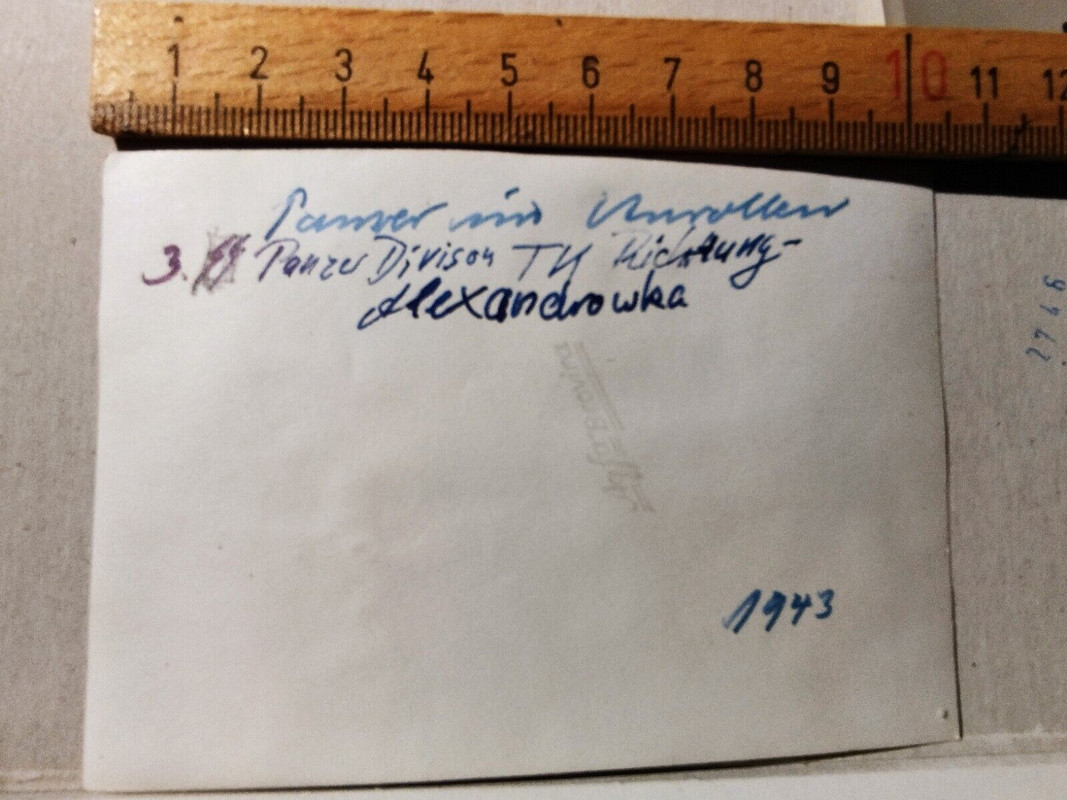 1 2 3 4 5 6 7 8 9 10 11 12
Panzer im Anrollen
3. Panzer Divison TK Richtung-
Alexandrowka
1943
2746